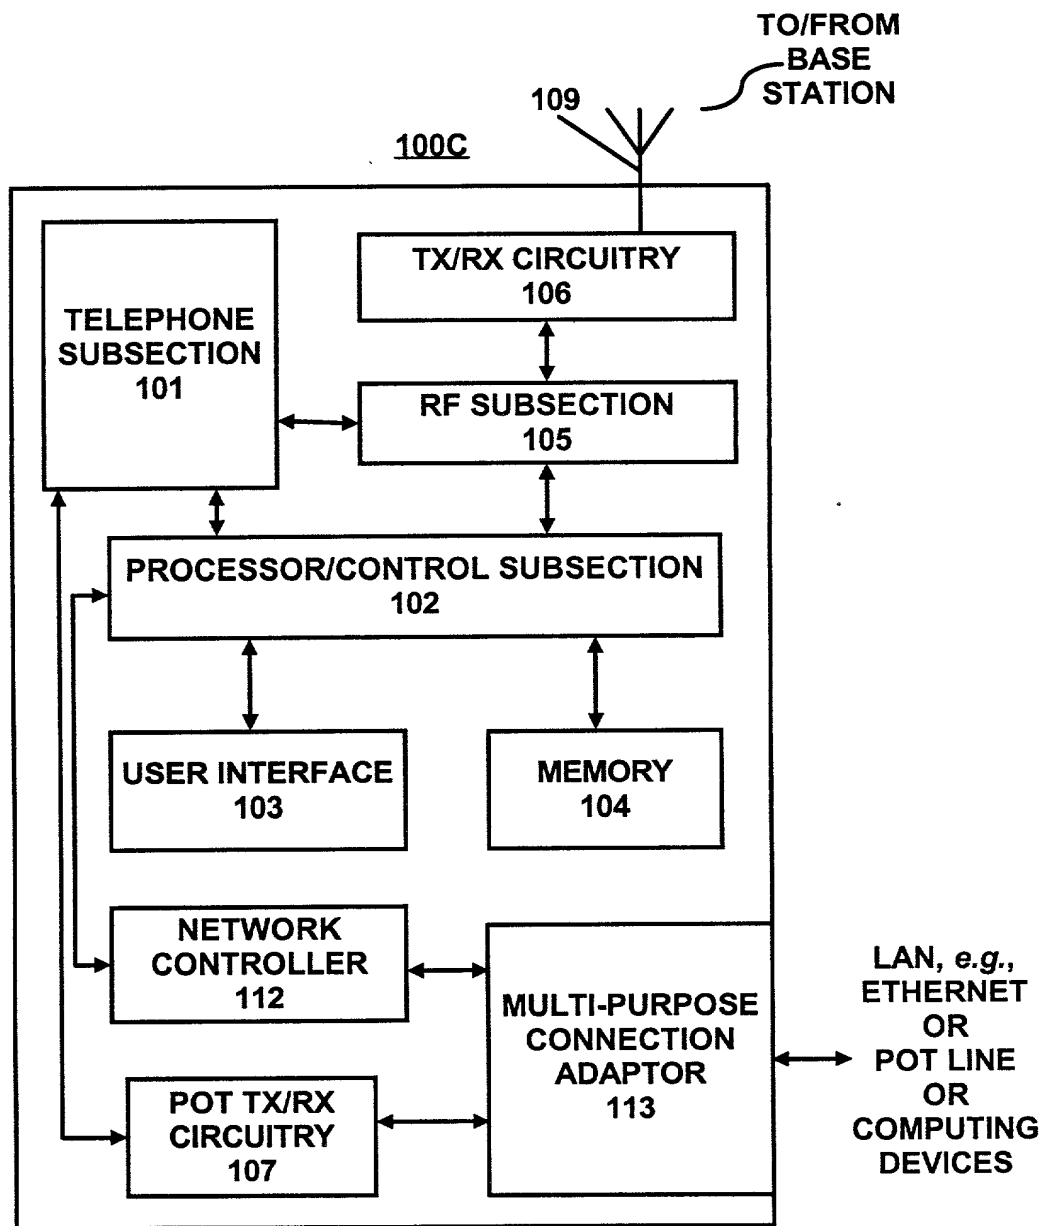 TO/FROM
BASE
STATION
109
100C
TX/RX CIRCUITRY
106
TELEPHONE
SUBSECTION
101
RF SUBSECTION
105
PROCESSOR/CONTROL SUBSECTION
102
USER INTERFACE
103
MEMORY
104
NETWORK
CONTROLLER
112
MULTI-PURPOSE
CONNECTION
ADAPTOR
113
LAN, e.g.,
ETHERNET
OR
POT LINE
OR
COMPUTING
DEVICES
POT TX/RX
CIRCUITRY
107